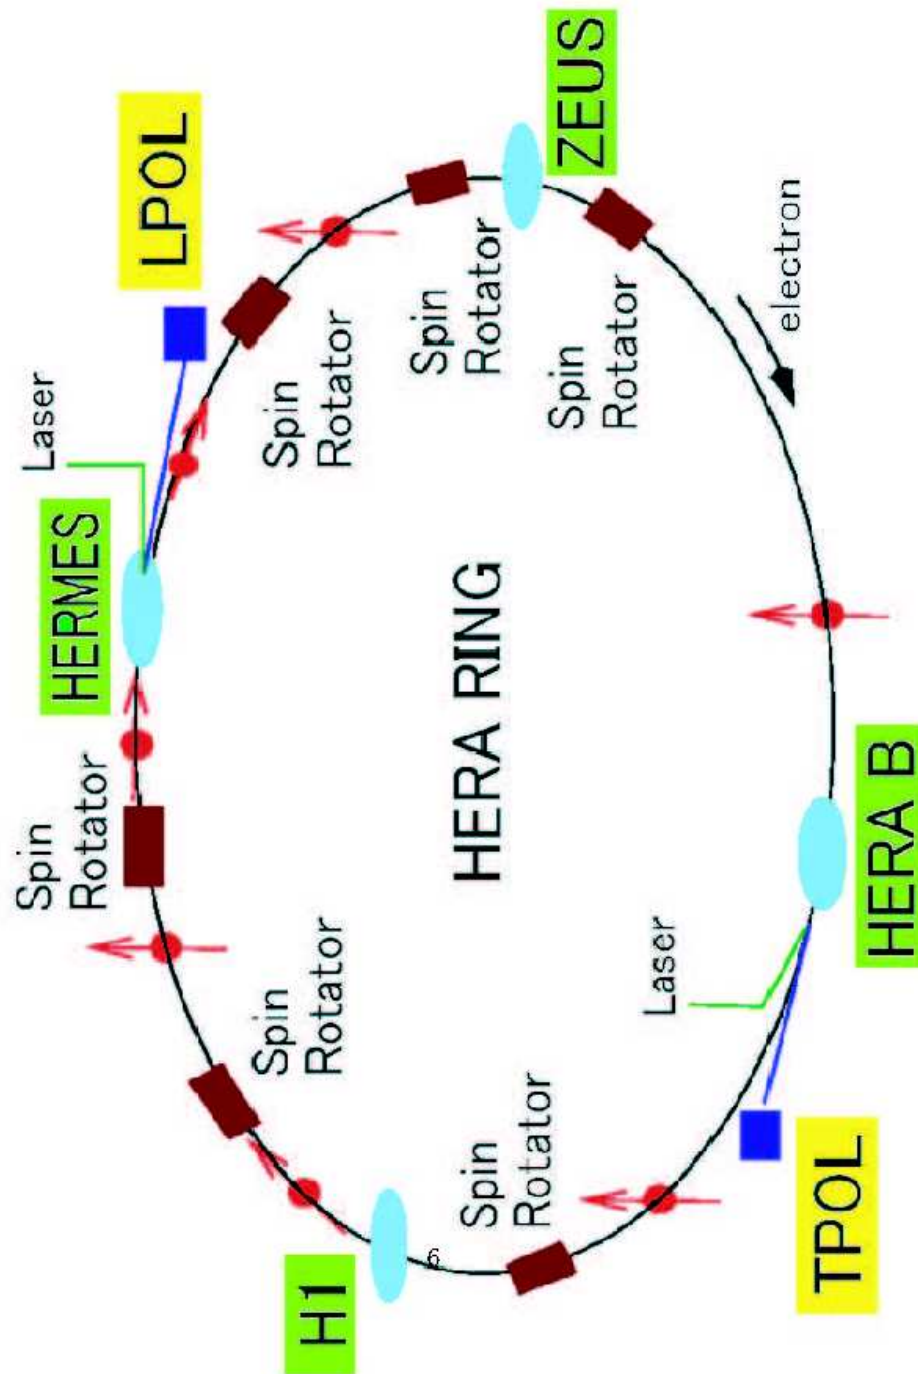 LPOL
ZEUS
Laser
HERMES
Spin
Rotator
Spin
Rotator
Spin
Rotator
Spin
Rotator
electron
HERA RING
Spin
Rotator
HERA B
Laser
Spin
Rotator
H1
6
TPOL